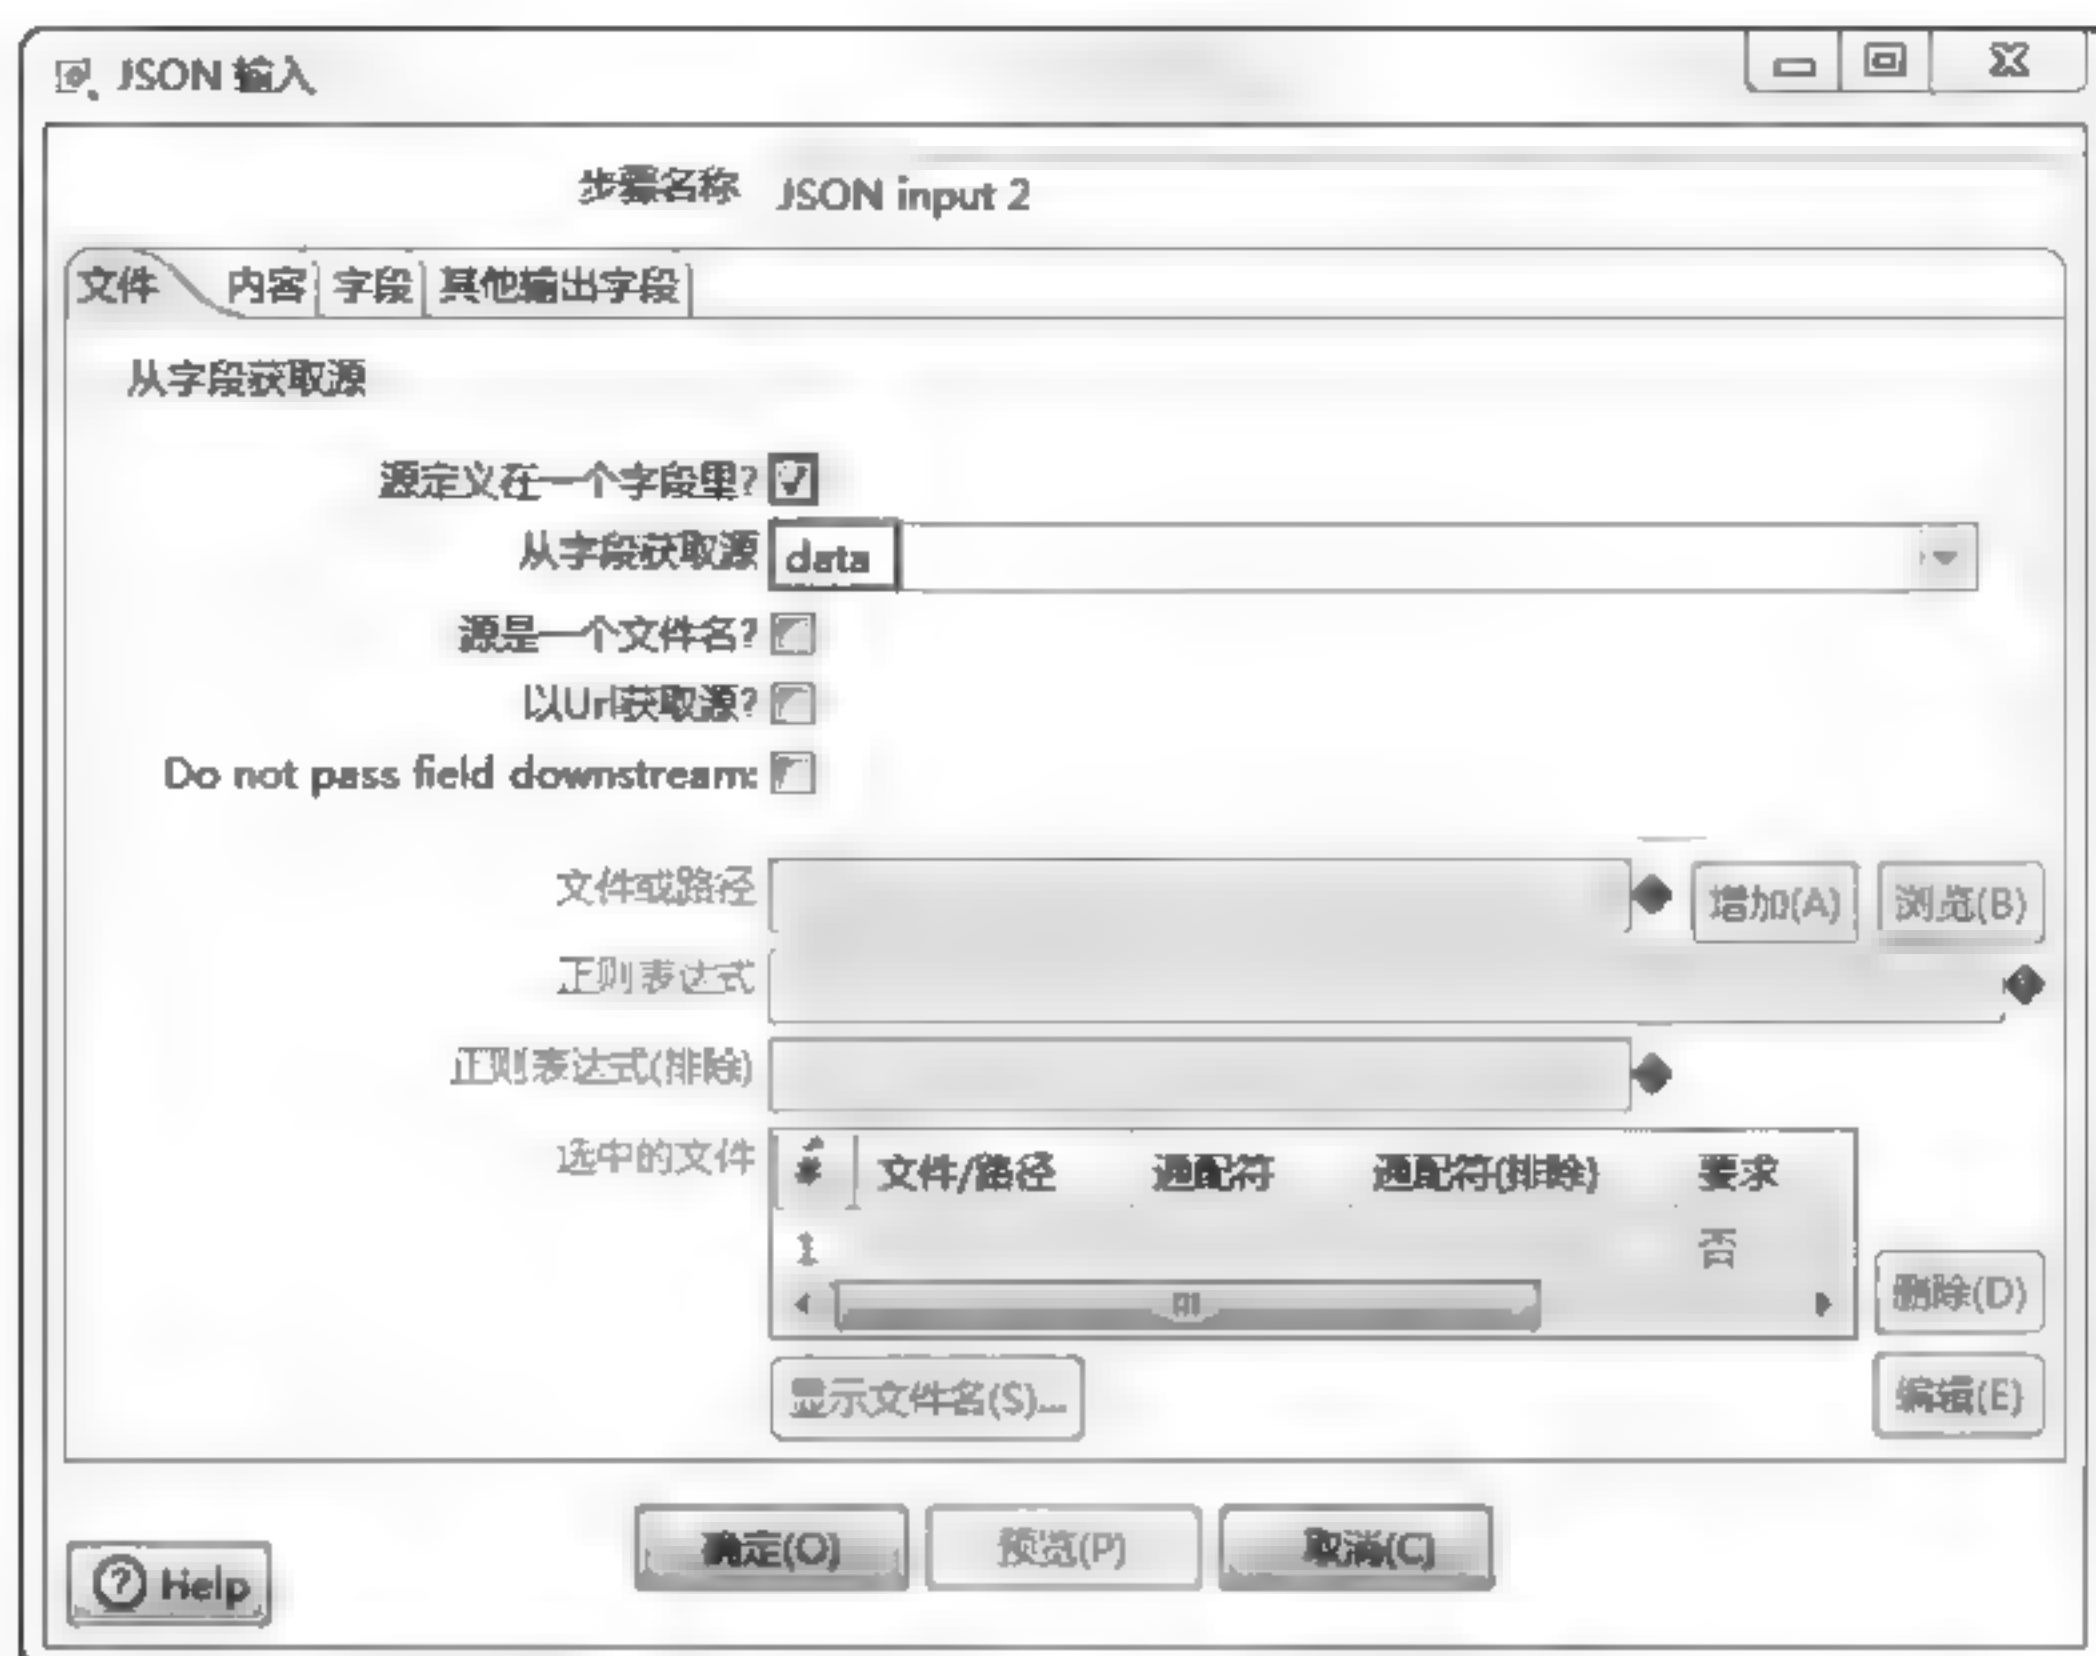 JSON 输入
步骤名称 JSON input 2
文件 内容 字段 其他输出字段
从字段获取源
源定义在一个字段里?
从字段获取源 data
源是一个文件名?
以Url获取源?
Do not pass field downstream:
文件或路径 增加(A) 浏览(B)
正则表达式
正则表达式(排除)
选中的文件 # 文件/路径 通配符 通配符(排除) 要求
1 否
删除(D)
显示文件名(S)... 编辑(E)
确定(O) 预览(P) 取消(C)
Help